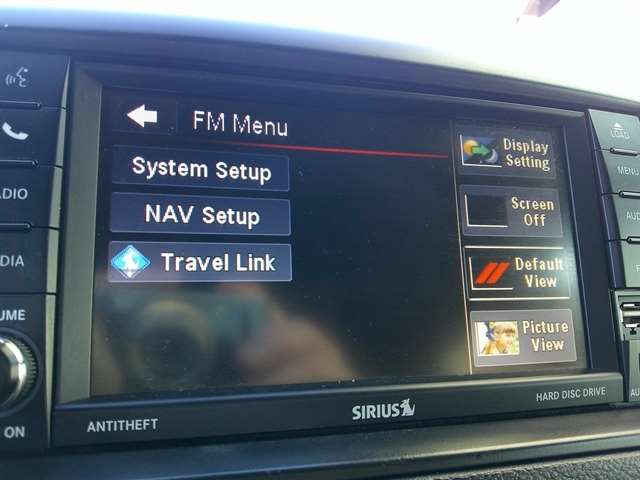 FM Menu
System Setup
NAV Setup
Travel Link
Display
Setting
Screen
Off
Default
View
Picture
View
ADIO
DIA
UME
ON
ANTITHEFT
SIRIUS
HARD DISC DRIVE
LOAD
MENU
AUD